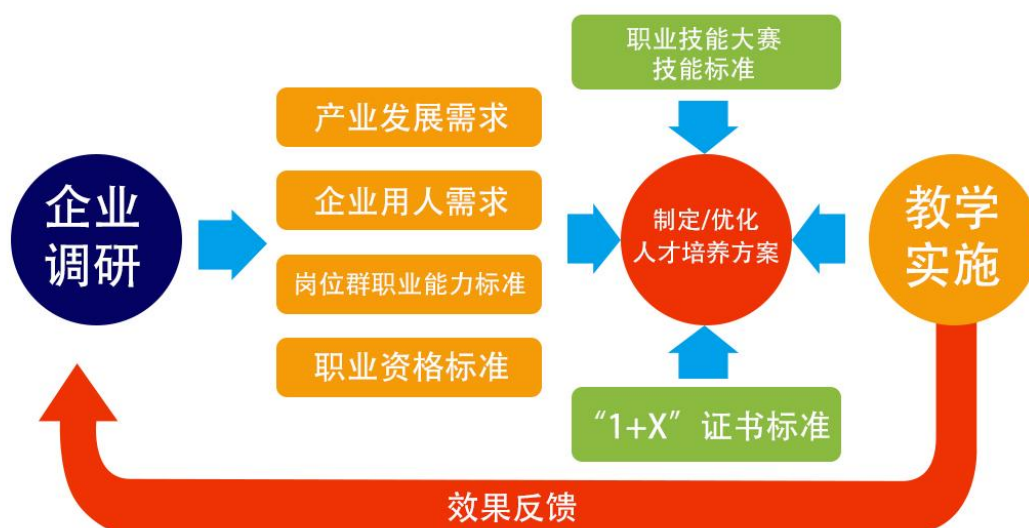 职业技能大赛
技能标准
产业发展需求
企业用人需求
岗位群职业能力标准
职业资格标准
企业
调研
制定/优化
人才培养方案
教学
实施
“1+X”证书标准
效果反馈